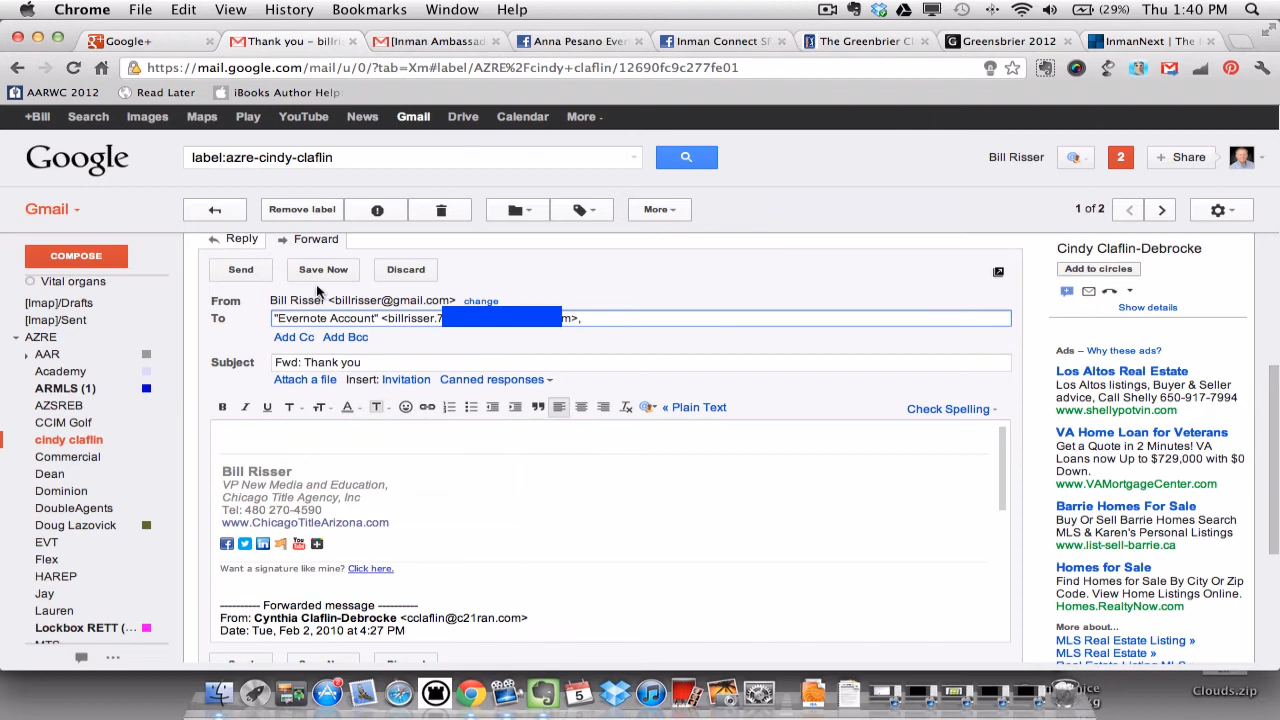 Chrome File Edit View History Bookmarks Window Help (29%) Thu 1:40 PM
Google+ Thank you – billri [Inman Ambassad Anna Pesano Eve Inman Connect SF The Greenbrier C Greensbrier 2012 InmanNext | The
https://mail.google.com/mail/u/0/?tab=Xm#label/AZRE%2Fcindy+claflin/12690fc9c277fe01
AARWC 2012 Read Later iBooks Author Help:
+Bill Search Images Maps Play YouTube News Gmail Drive Calendar More
Google label:azre-cindy-claflin Bill Risser 2 + Share
Gmail Remove label More 1 of 2
COMPOSE
Vital organs
[Imap]/Drafts
[Imap]/Sent
AZRE
AAR
Academy
ARMLS (1)
AZSREB
CCIM Golf
cindy claflin
Commercial
Dean
Dominion
DoubleAgents
Doug Lazovick
EVT
Flex
HAREP
Jay
Lauren
Lockbox RETT (...
MTS
Reply Forward
Send Save Now Discard
From Bill Risser <billrisser@gmail.com> change
To "Evernote Account" <billrisser.7 m>,
Add Cc Add Bcc
Subject Fwd: Thank you
Attach a file Insert: Invitation Canned responses
B I U T T A T « Plain Text Check Spelling
Bill Risser
VP New Media and Education,
Chicago Title Agency, Inc
Tel: 480 270-4590
www.ChicagoTitleArizona.com
Want a signature like mine? Click here.
---------- Forwarded message ----------
From: Cynthia Claflin-Debrocke <cclaflin@c21ran.com>
Date: Tue, Feb 2, 2010 at 4:27 PM
Cindy Claflin-Debrocke
Add to circles
Show details
Ads – Why these ads?
Los Altos Real Estate
Los Altos listings, Buyer & Seller
advice, Call Shelly 650-917-7994
www.shellypotvin.com
VA Home Loan for Veterans
Get a Quote in 2 Minutes! VA
Loans now Up to $729,000 with $0
Down.
www.VAMortgageCenter.com
Barrie Homes For Sale
Buy Or Sell Barrie Homes Search
MLS & Karen's Personal Listings
www.list-sell-barrie.ca
Homes for Sale
Find Homes for Sale By City Or Zip
Code. View Home Listings Online.
Homes.RealtyNow.com
More about...
MLS Real Estate Listing »
MLS Real Estate »
Clouds.zip